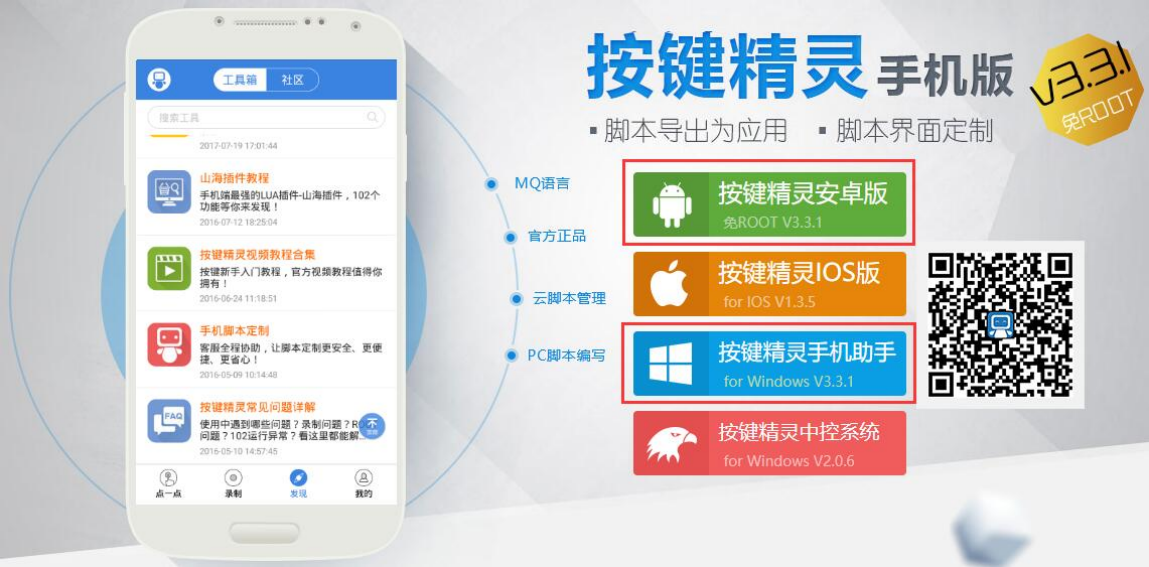 工具箱
社区
搜索工具
2017-07-19 17:01:44
山海插件教程
手机端最强的LUA插件-山海插件，102个
功能等你来发现！
2016-07-12 18:25:04
按键精灵视频教程合集
按键新手入门教程，官方视频教程值得你
拥有！
2016-06-24 11:18:51
手机脚本定制
客服全程协助，让脚本定制更安全、更便
捷、更省心！
2016-05-09 10:14:48
FAQ
按键精灵常见问题详解
使用中遇到哪些问题？录制问题？R
问题？102运行异常？看这里都能解...
2016-05-10 14:57:45
点一点
录制
发现
我的
MQ语言
官方正品
云脚本管理
PC脚本编写
按键精灵手机版
V3.3.1
免ROOT
▪脚本导出为应用 ▪脚本界面定制
按键精灵安卓版
免ROOT V3.3.1
按键精灵IOS版
for IOS V1.3.5
按键精灵手机助手
for Windows V3.3.1
按键精灵中控系统
for Windows V2.0.6